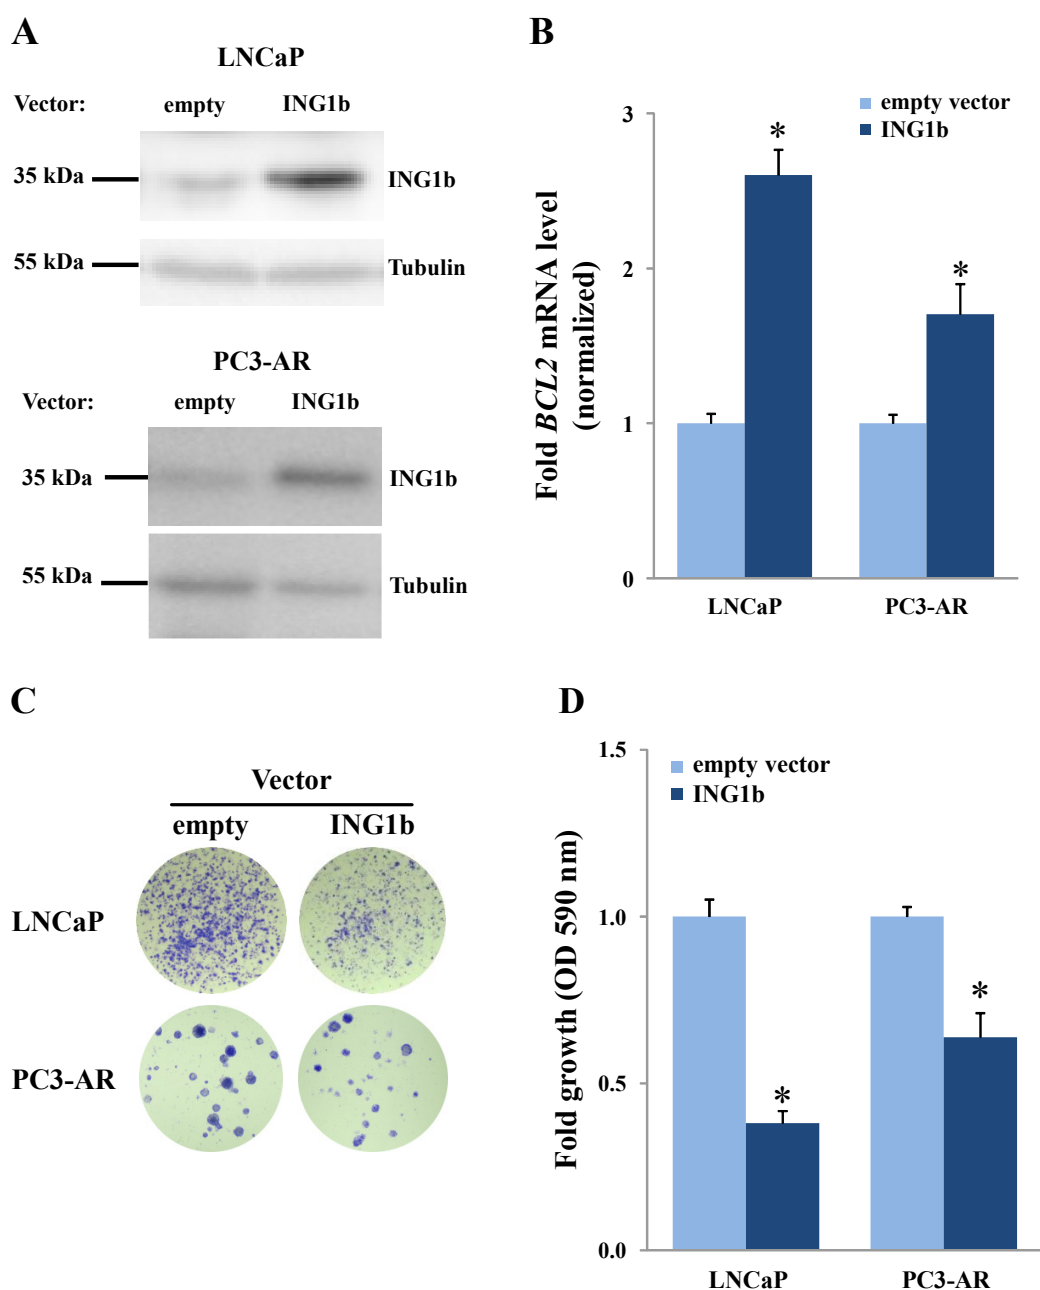 A
LNCaP
Vector: empty ING1b
35 kDa ING1b
55 kDa Tubulin
PC3-AR
Vector: empty ING1b
35 kDa ING1b
55 kDa Tubulin
B
empty vector
ING1b
Fold BCL2 mRNA level
(normalized)
3
2
1
0
*
*
LNCaP PC3-AR
C
Vector
empty ING1b
LNCaP
PC3-AR
D
empty vector
ING1b
Fold growth (OD 590 nm)
1.5
1.0
0.5
0.0
*
*
LNCaP PC3-AR